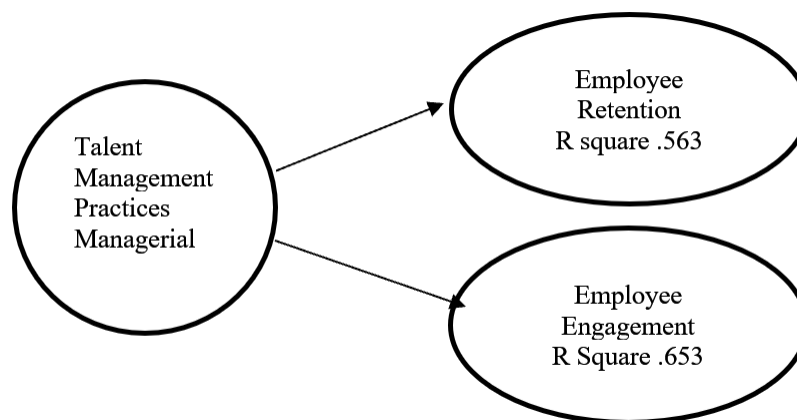 Talent
Management
Practices
Managerial
Employee
Retention
R square .563
Employee
Engagement
R Square .653